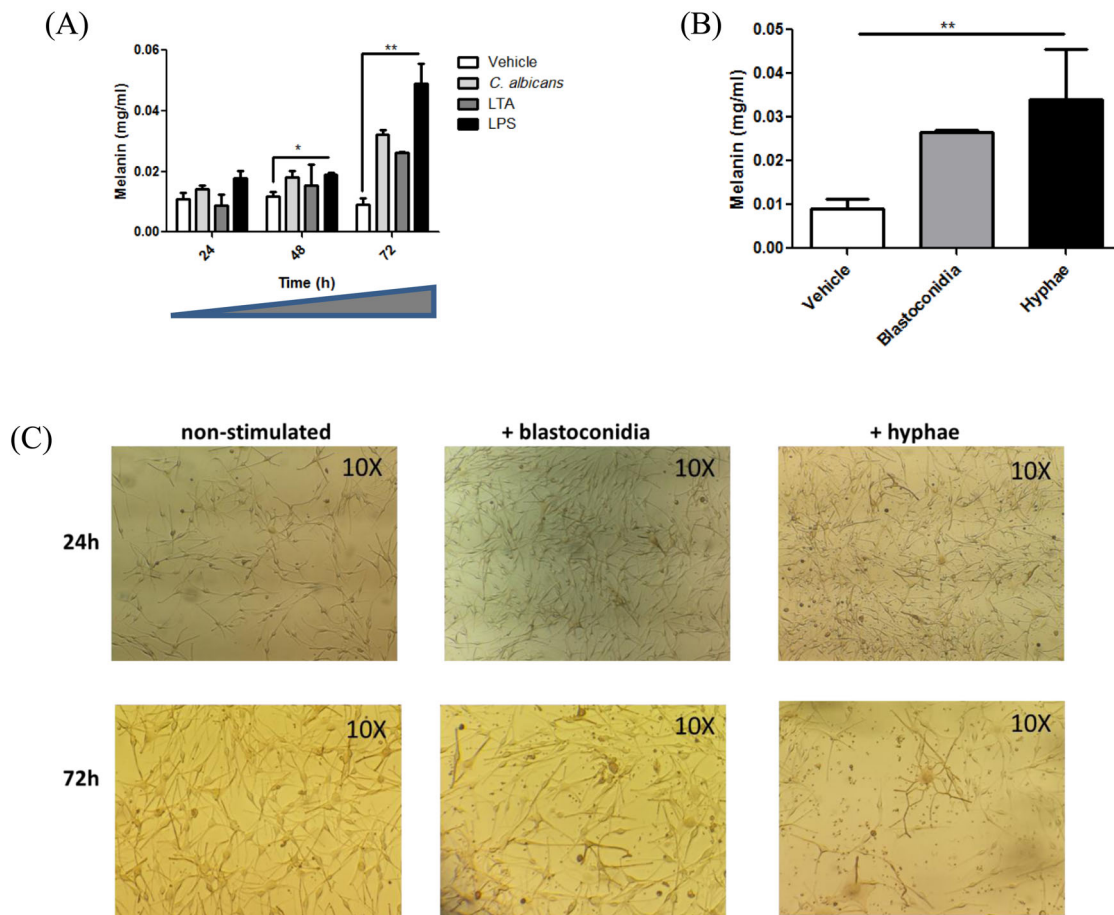 (A)
Melanin (mg/ml)
0.06
0.04
0.02
0.00
*
**
24
48
72
Time (h)
Vehicle
C. albicans
LTA
LPS
(B)
Melanin (mg/ml)
0.05
0.04
0.03
0.02
0.01
0.00
**
Vehicle
Blastoconidia
Hyphae
(C)
non-stimulated
+ blastoconidia
+ hyphae
24h
10X
10X
10X
72h
10X
10X
10X